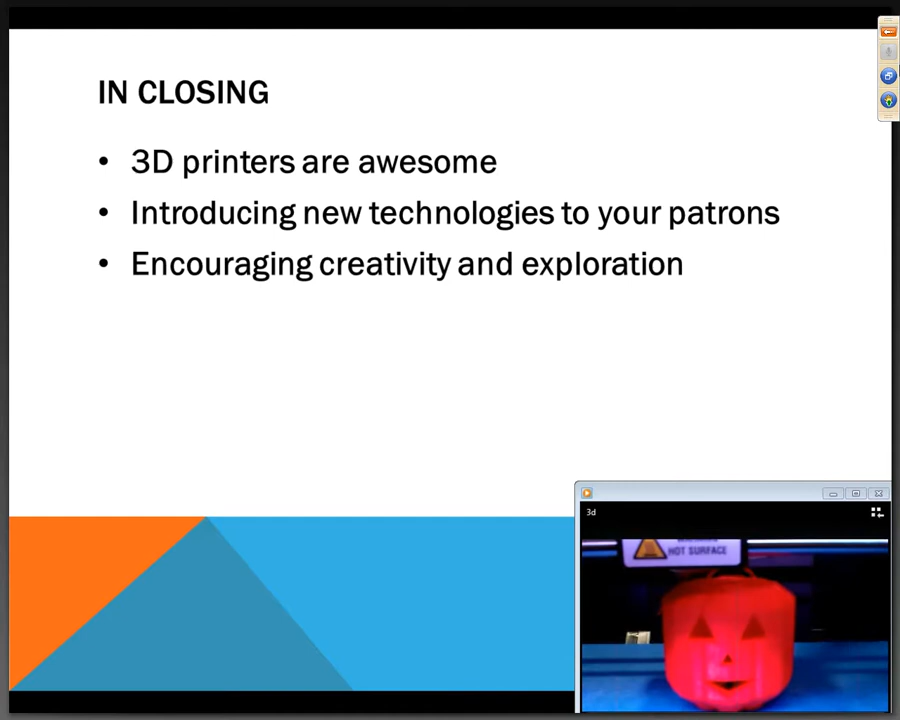 IN CLOSING
• 3D printers are awesome
• Introducing new technologies to your patrons
• Encouraging creativity and exploration
3d
HOT SURFACE